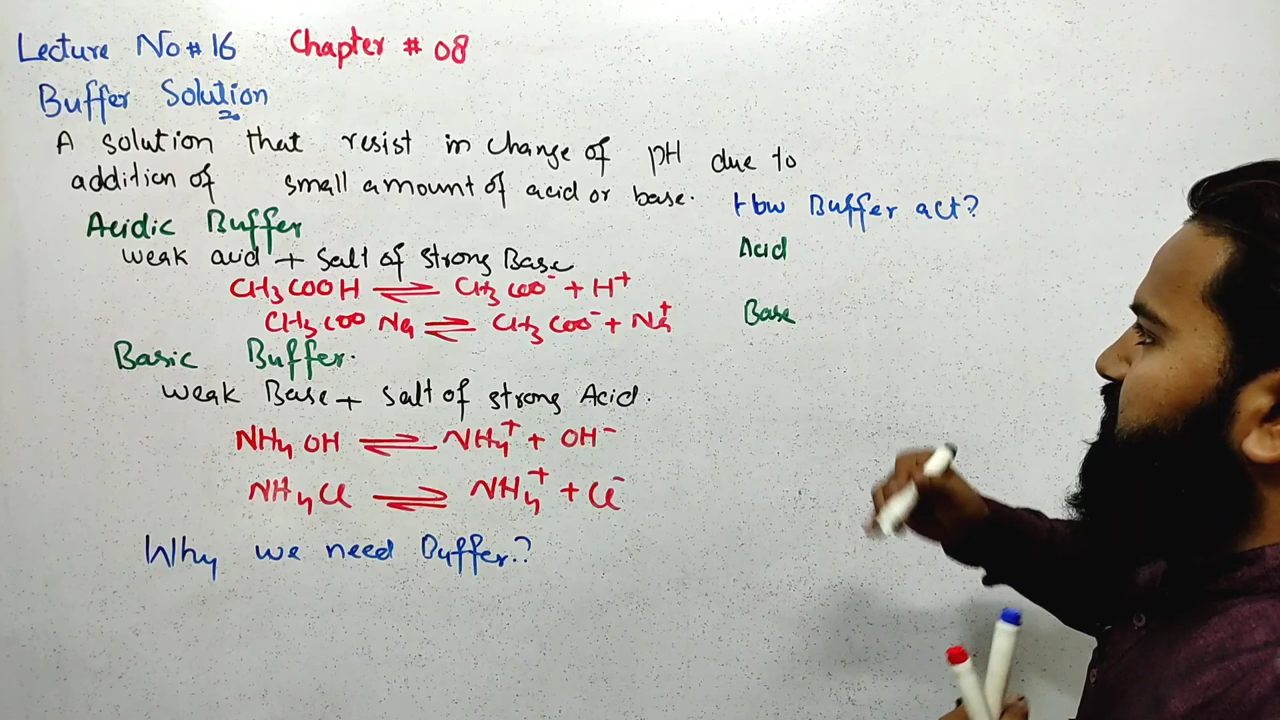 Lecture No # 16 Chapter # 08
Buffer Solution
A solution that resist in change of pH due to
addition of small amount of acid or base.
Acidic Buffer
weak acid + Salt of strong Base
CH₃COOH ⇌ CH₃COO⁻ + H⁺
CH₃COO Na ⇌ CH₃COO⁻ + Na⁺
Basic Buffer.
weak Base + Salt of strong Acid.
NH₄OH ⇌ NH₄⁺ + OH⁻
NH₄Cl ⇌ NH₄⁺ + Cl⁻
Why we need Buffer?
How Buffer act?
Acid
Base